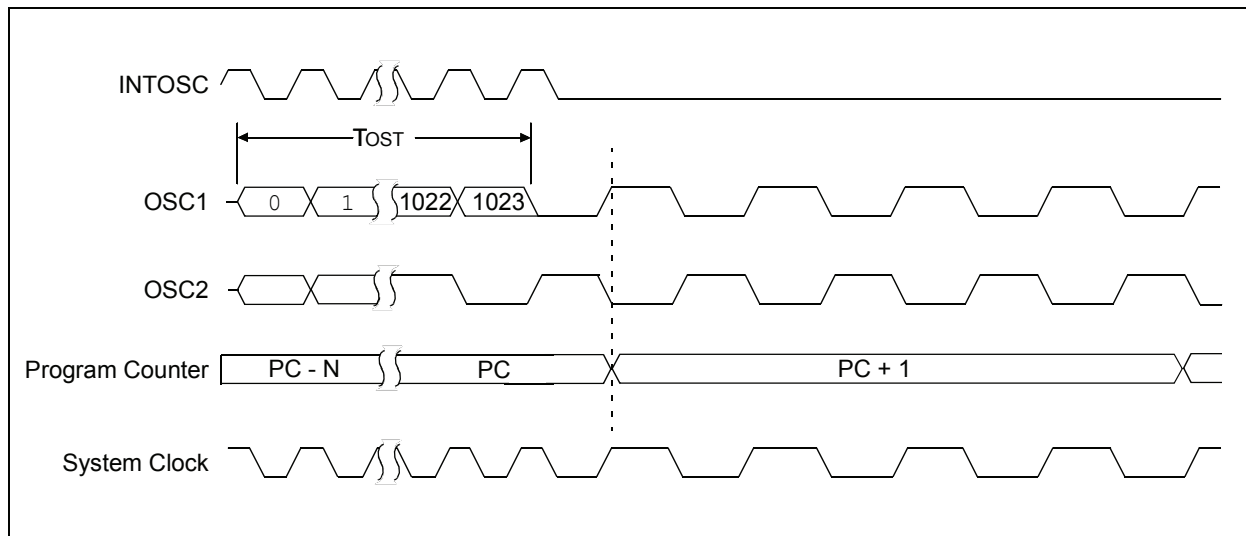 INTOSC
TOST
OSC1 0 1 1022 1023
OSC2
Program Counter PC - N PC PC + 1
System Clock